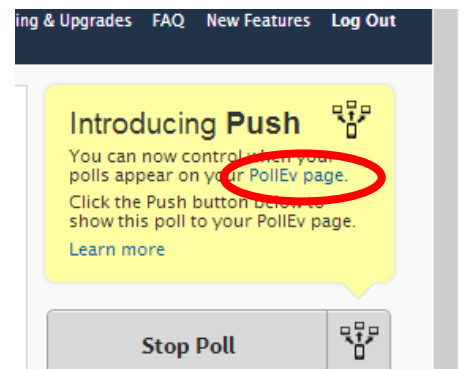 ing & Upgrades FAQ New Features Log Out
Introducing Push
You can now control when your
polls appear on your PollEv page.
Click the Push button below to
show this poll to your PollEv page.
Learn more
Stop Poll